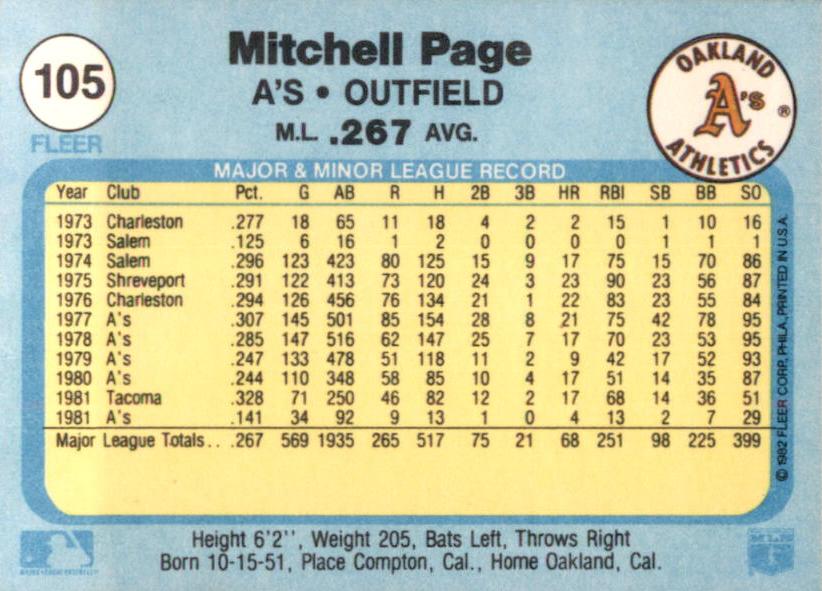 105
FLEER
Mitchell Page
A'S • OUTFIELD
M.L. .267 AVG.
OAKLAND
A's ®
ATHLETICS
MAJOR & MINOR LEAGUE RECORD
Year Club Pct. G AB R H 2B 3B HR RBI SB BB SO
1973 Charleston .277 18 65 11 18 4 2 2 15 1 10 16
1973 Salem .125 6 16 1 2 0 0 0 0 1 1 1
1974 Salem .296 123 423 80 125 15 9 17 75 15 70 86
1975 Shreveport .291 122 413 73 120 24 3 23 90 23 56 87
1976 Charleston .294 126 456 76 134 21 1 22 83 23 55 84
1977 A's .307 145 501 85 154 28 8 21 75 42 78 95
1978 A's .285 147 516 62 147 25 7 17 70 23 53 95
1979 A's .247 133 478 51 118 11 2 9 42 17 52 93
1980 A's .244 110 348 58 85 10 4 17 51 14 35 87
1981 Tacoma .328 71 250 46 82 12 2 17 68 14 36 51
1981 A's .141 34 92 9 13 1 0 4 13 2 7 29
Major League Totals.. .267 569 1935 265 517 75 21 68 251 98 225 399
© 1982 FLEER CORP. PHILA., PRINTED IN U.S.A.
Height 6'2'', Weight 205, Bats Left, Throws Right
Born 10-15-51, Place Compton, Cal., Home Oakland, Cal.